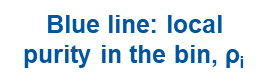 Blue line: local
purity in the bin, ρᵢ